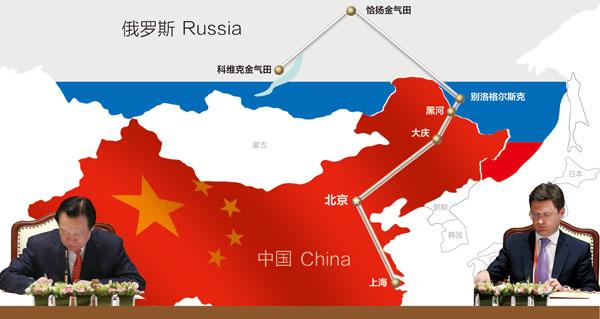 恰扬金气田
俄罗斯 Russia
科维克金气田
别洛格尔斯克
黑河
大庆
蒙古
日本
北京
朝鲜
韩国
中国 China
上海